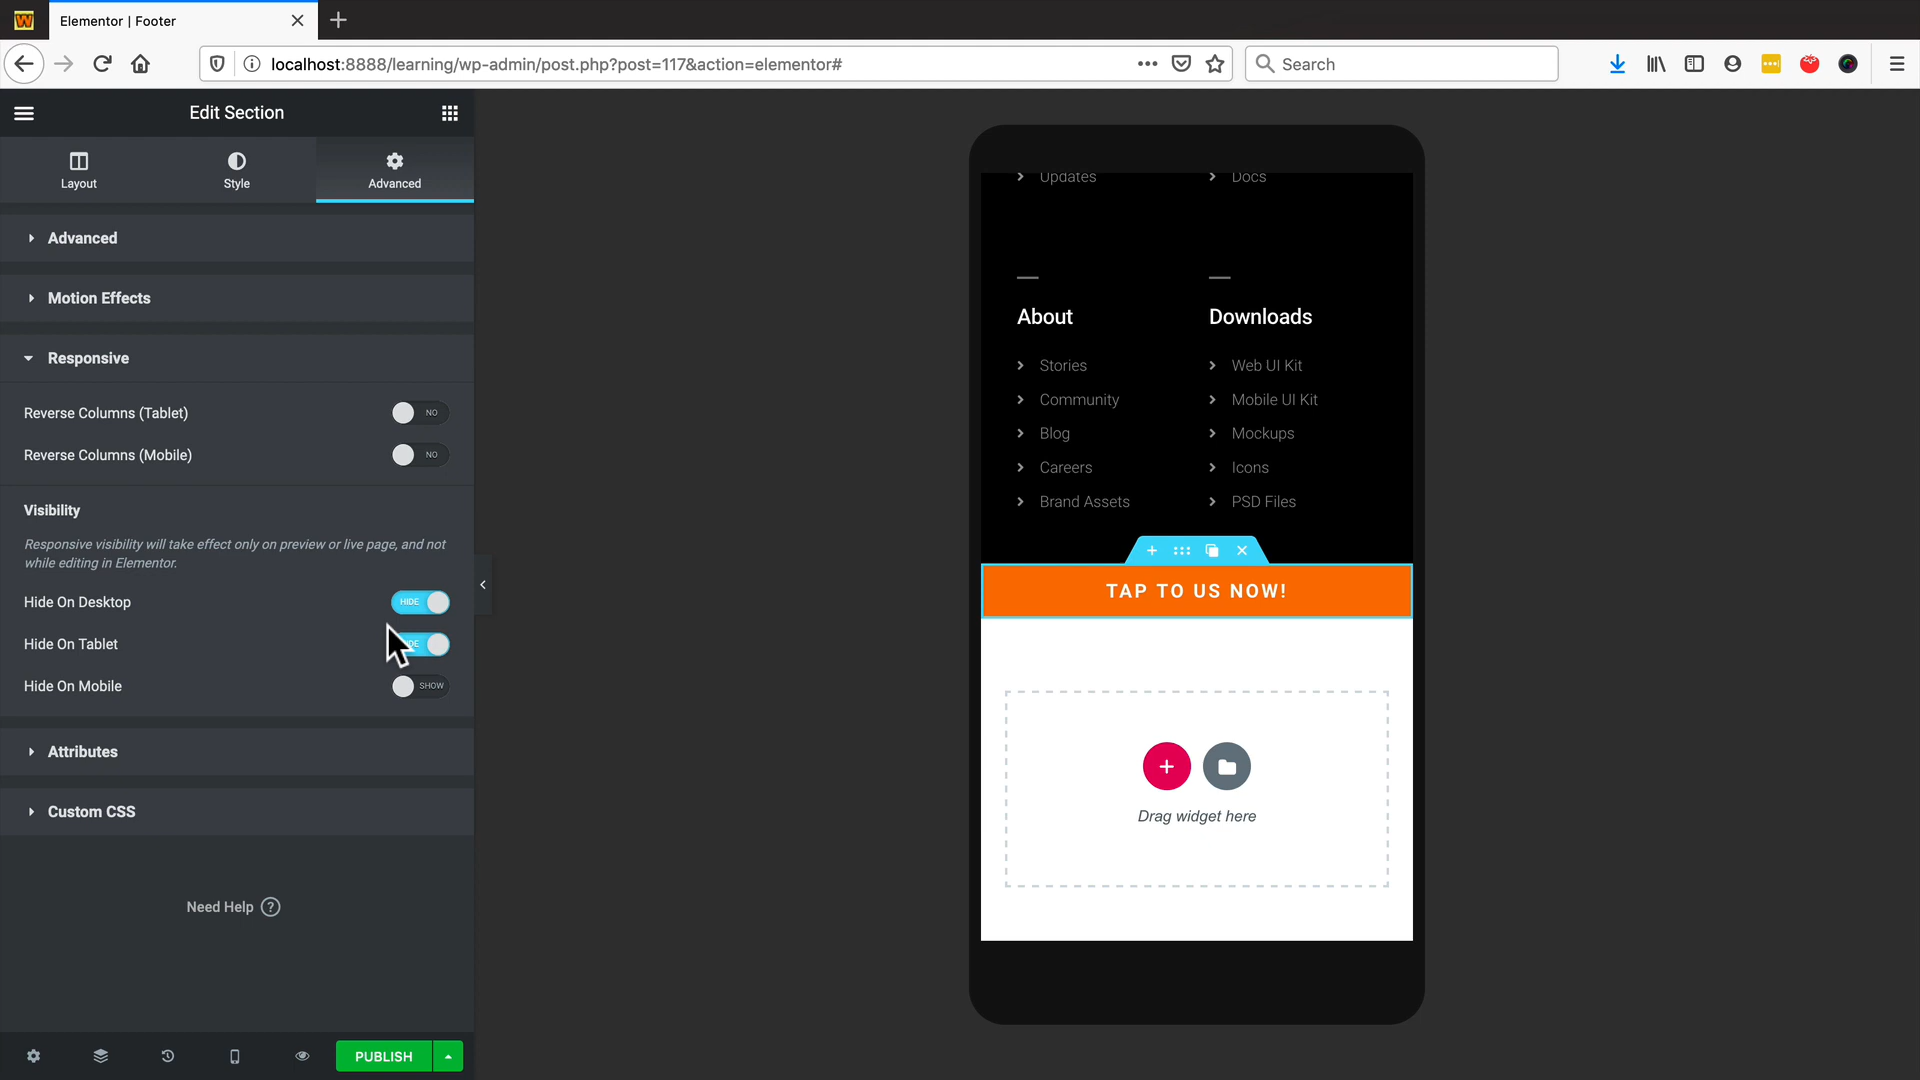 Elementor | Footer
localhost:8888/learning/wp-admin/post.php?post=117&action=elementor#
Search
Edit Section
Layout
Style
Advanced
Advanced
Motion Effects
Responsive
Reverse Columns (Tablet)
NO
Reverse Columns (Mobile)
NO
Visibility
Responsive visibility will take effect only on preview or live page, and not
while editing in Elementor.
Hide On Desktop
HIDE
Hide On Tablet
Hide On Mobile
SHOW
Attributes
Custom CSS
Need Help
PUBLISH
Updates
Docs
About
Downloads
Stories
Web UI Kit
Community
Mobile UI Kit
Blog
Mockups
Careers
Icons
Brand Assets
PSD Files
TAP TO US NOW!
Drag widget here